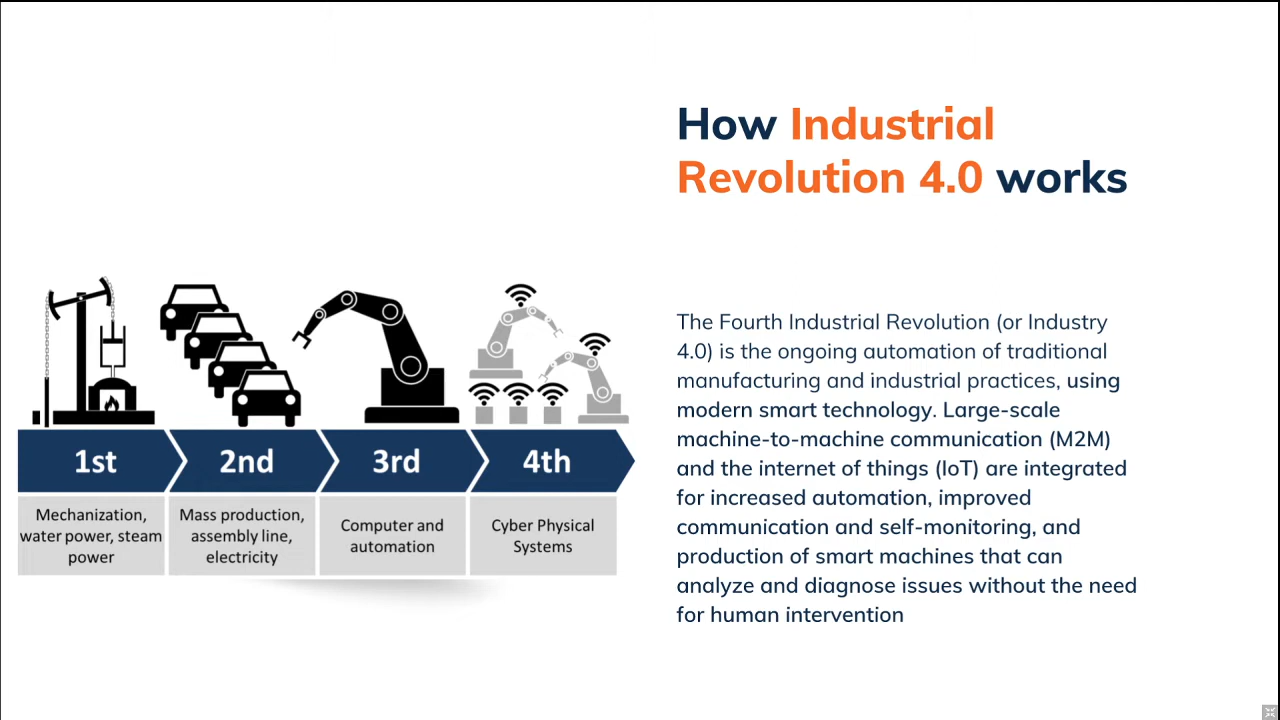 How Industrial
Revolution 4.0 works
The Fourth Industrial Revolution (or Industry
4.0) is the ongoing automation of traditional
manufacturing and industrial practices, using
modern smart technology. Large-scale
machine-to-machine communication (M2M)
and the internet of things (IoT) are integrated
for increased automation, improved
communication and self-monitoring, and
production of smart machines that can
analyze and diagnose issues without the need
for human intervention
1st
2nd
3rd
4th
Mechanization,
water power, steam
power
Mass production,
assembly line,
electricity
Computer and
automation
Cyber Physical
Systems